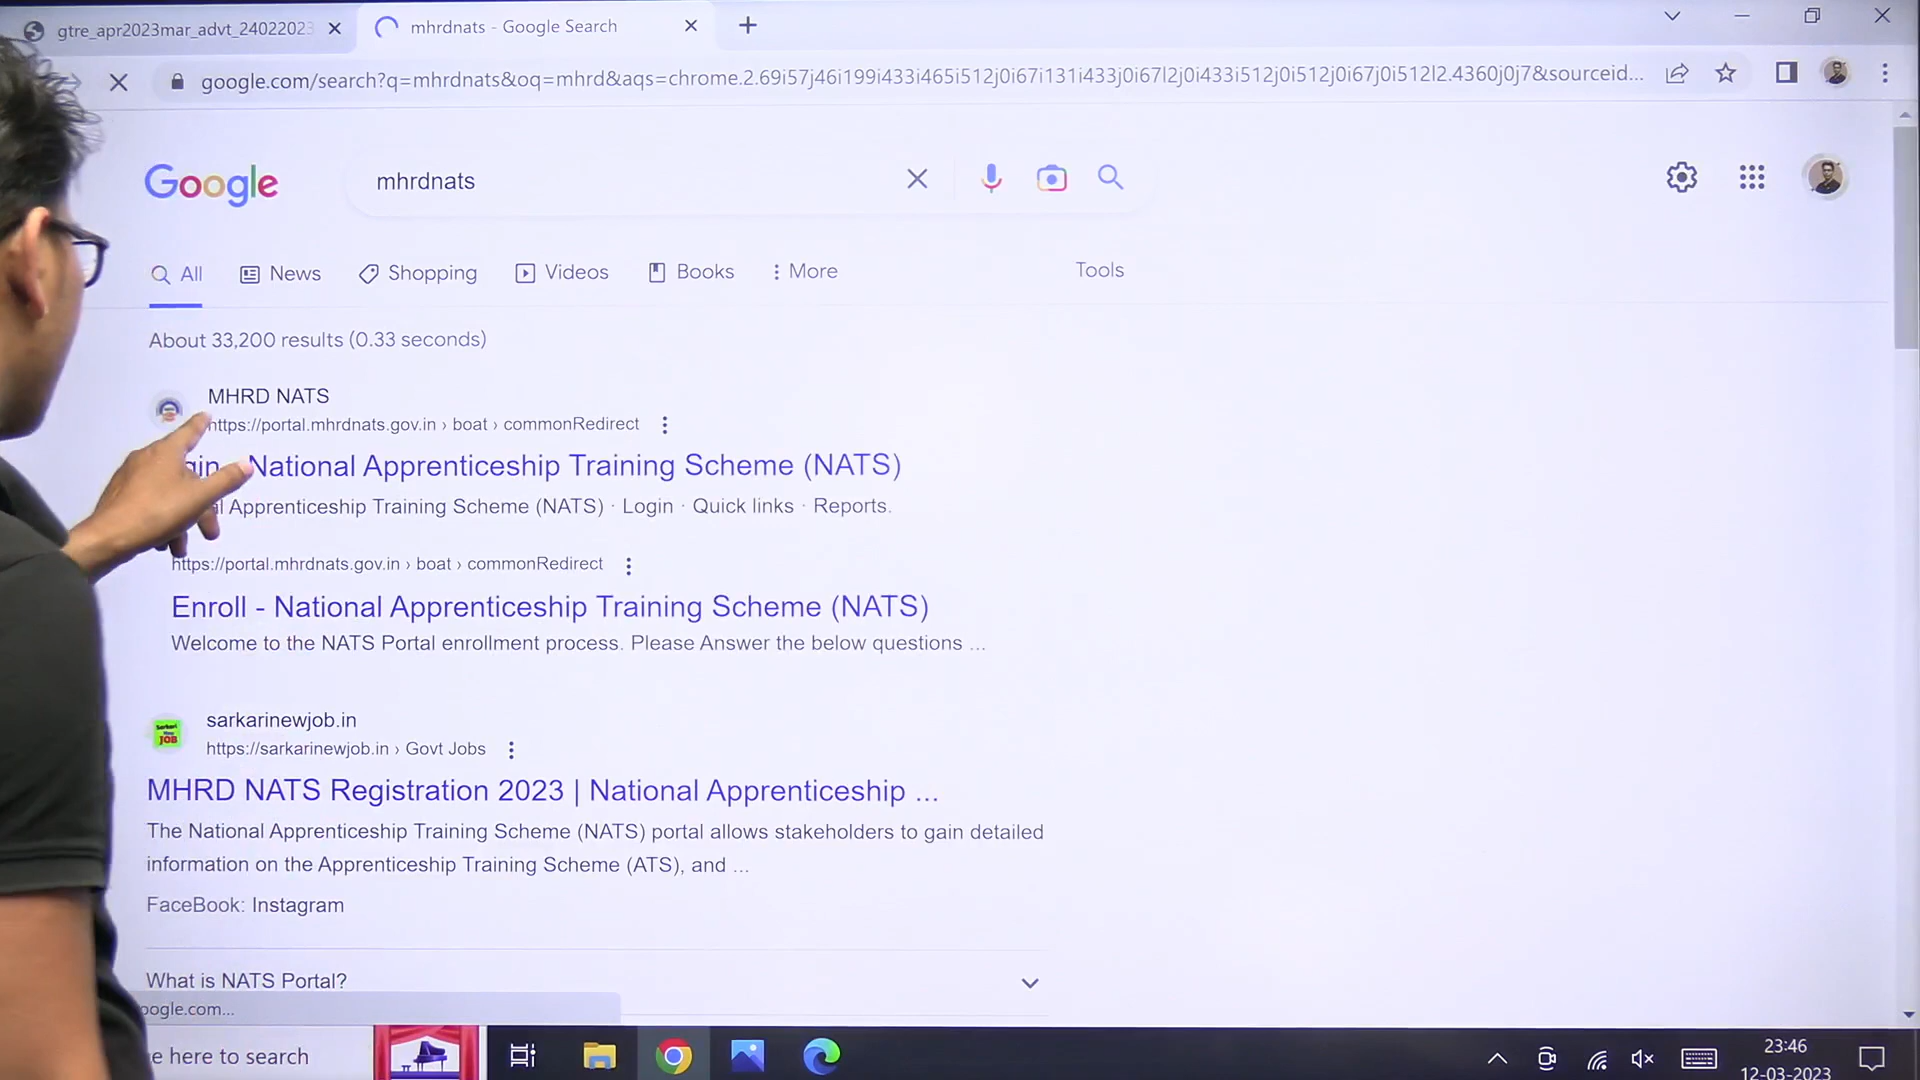 gtre_apr2023mar_advt_24022023
mhrdnats - Google Search
google.com/search?q=mhrdnats&oq=mhrd&aqs=chrome.2.69i57j46i199i433i465i512j0i67i131i433j0i67l2j0i433i512j0i512j0i67j0i512l2.4360j0j7&sourceid...
Google
mhrdnats
All News Shopping Videos Books More Tools
About 33,200 results (0.33 seconds)
MHRD NATS
https://portal.mhrdnats.gov.in › boat › commonRedirect
- National Apprenticeship Training Scheme (NATS)
Apprenticeship Training Scheme (NATS) · Login · Quick links · Reports.
https://portal.mhrdnats.gov.in › boat › commonRedirect
Enroll - National Apprenticeship Training Scheme (NATS)
Welcome to the NATS Portal enrollment process. Please Answer the below questions ...
sarkarinewjob.in
https://sarkarinewjob.in › Govt Jobs
MHRD NATS Registration 2023 | National Apprenticeship ...
The National Apprenticeship Training Scheme (NATS) portal allows stakeholders to gain detailed
information on the Apprenticeship Training Scheme (ATS), and ...
FaceBook: Instagram
What is NATS Portal?
oogle.com...
here to search
23:46
12-03-2023